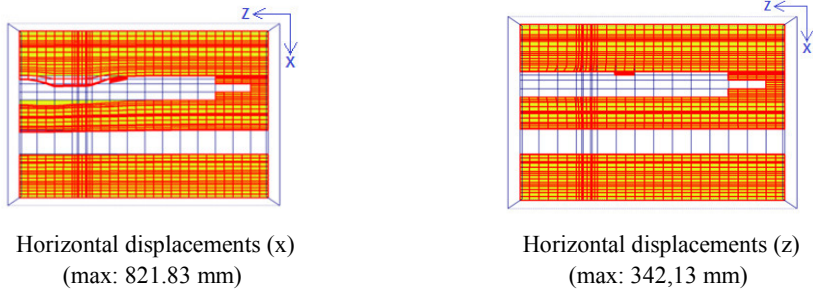 Z
X
Z
X
Horizontal displacements (x)
(max: 821.83 mm)
Horizontal displacements (z)
(max: 342,13 mm)